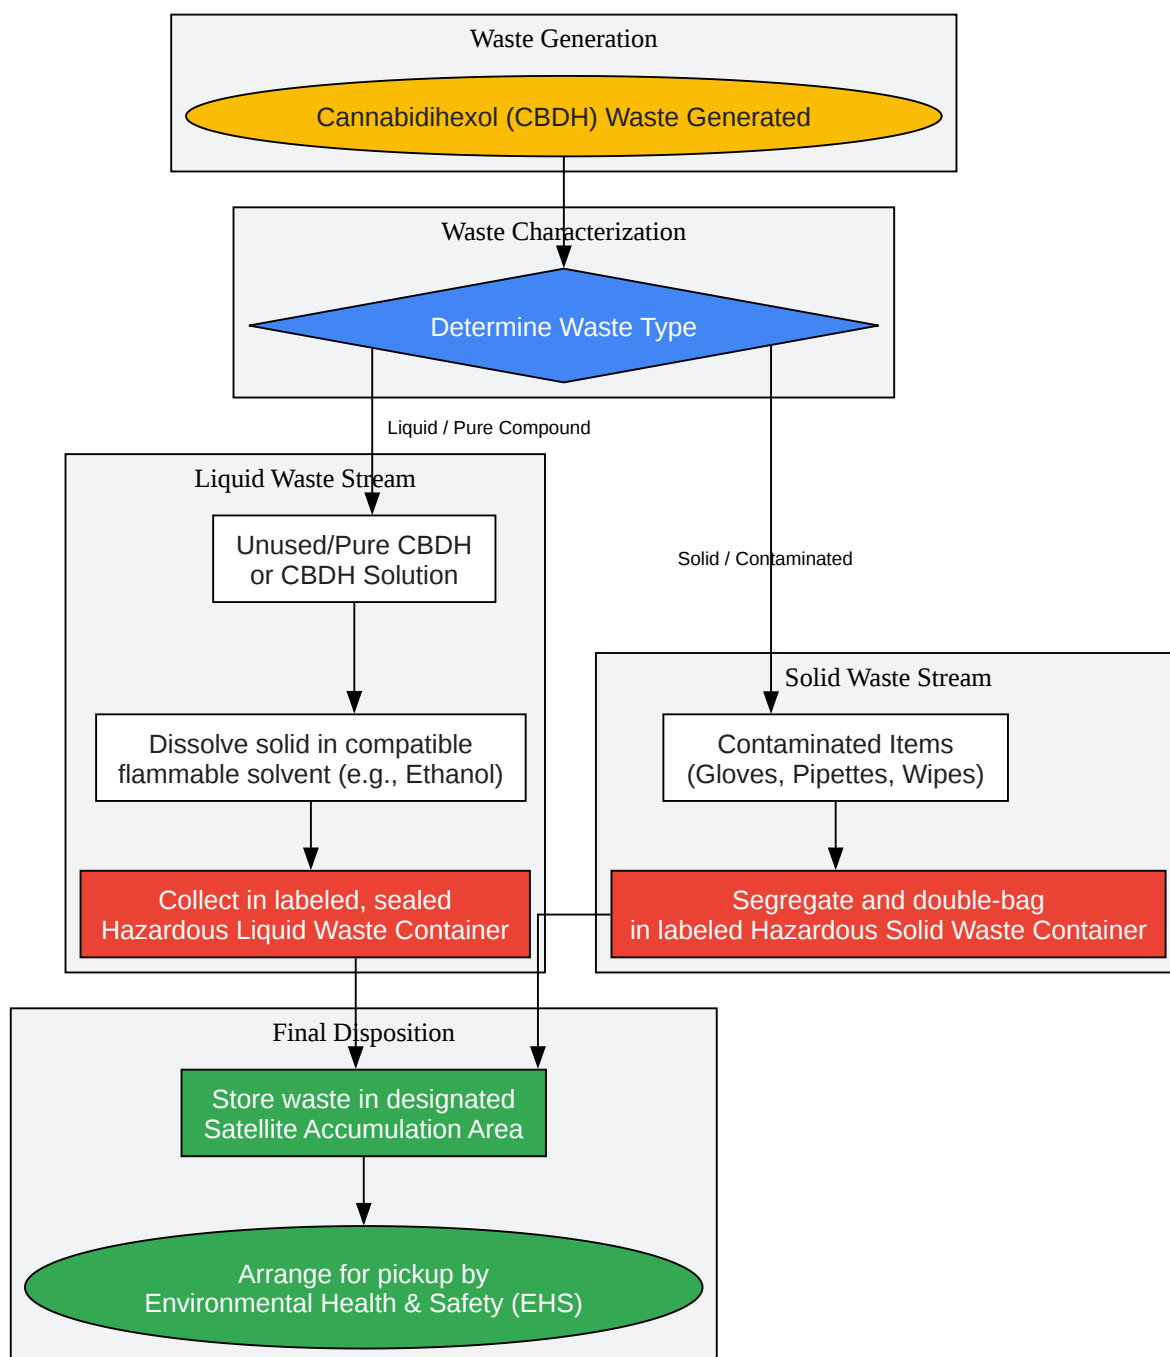 Waste Generation
Cannabidihexol (CBDH) Waste Generated
Waste Characterization
Determine Waste Type
Liquid / Pure Compound
Liquid Waste Stream
Unused/Pure CBDH
or CBDH Solution
Solid / Contaminated
Solid Waste Stream
Dissolve solid in compatible
flammable solvent (e.g., Ethanol)
Contaminated Items
(Gloves, Pipettes, Wipes)
Collect in labeled, sealed
Hazardous Liquid Waste Container
Segregate and double-bag
in labeled Hazardous Solid Waste Container
Final Disposition
Store waste in designated
Satellite Accumulation Area
Arrange for pickup by
Environmental Health & Safety (EHS)